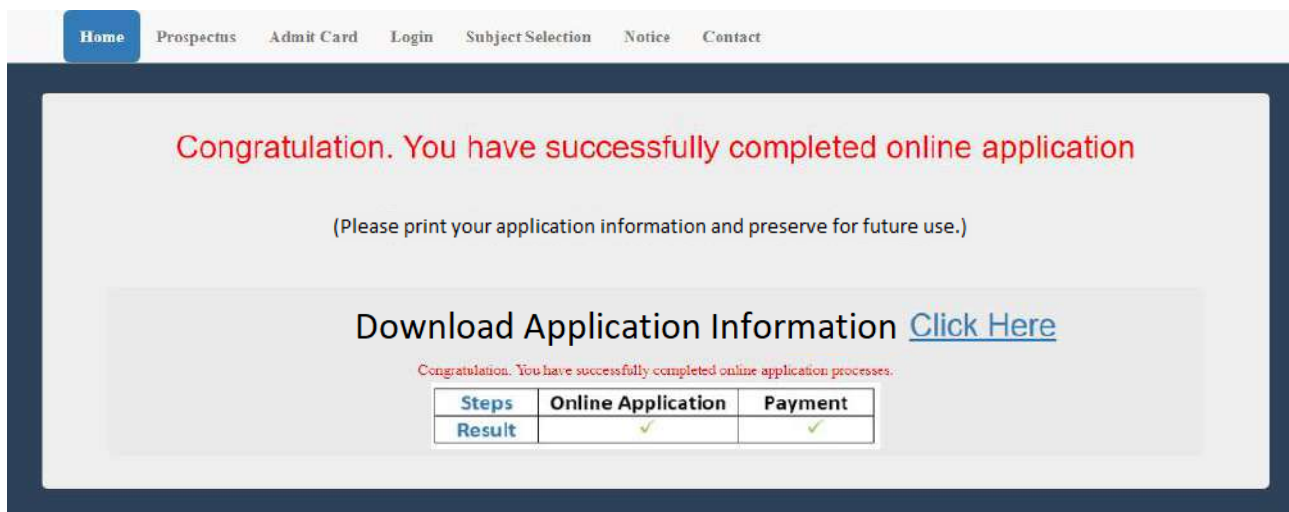 Home Prospectus Admit Card Login Subject Selection Notice Contact
Congratulation. You have successfully completed online application
(Please print your application information and preserve for future use.)
Download Application Information Click Here
Congratulation. You have successfully completed online application processes.
Steps Online Application Payment
Result ✓ ✓